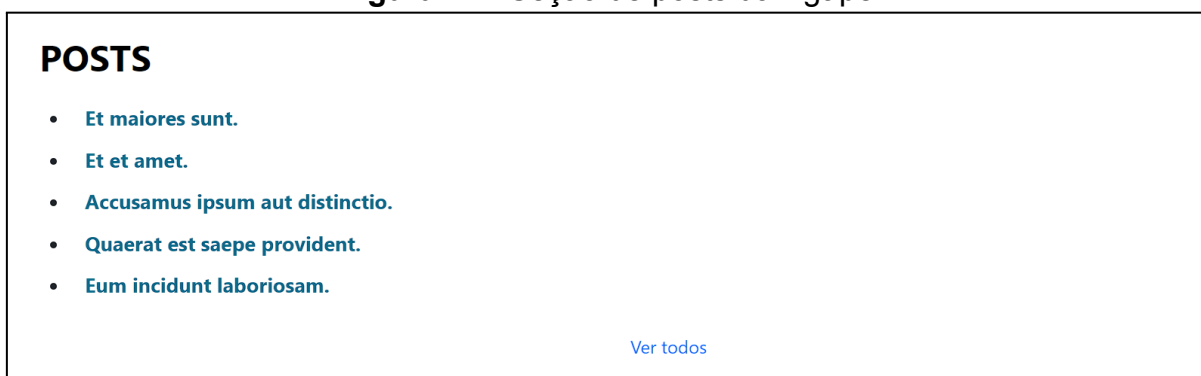 POSTS
• Et maiores sunt.
• Et et amet.
• Accusamus ipsum aut distinctio.
• Quaerat est saepe provident.
• Eum incidunt laboriosam.
Ver todos